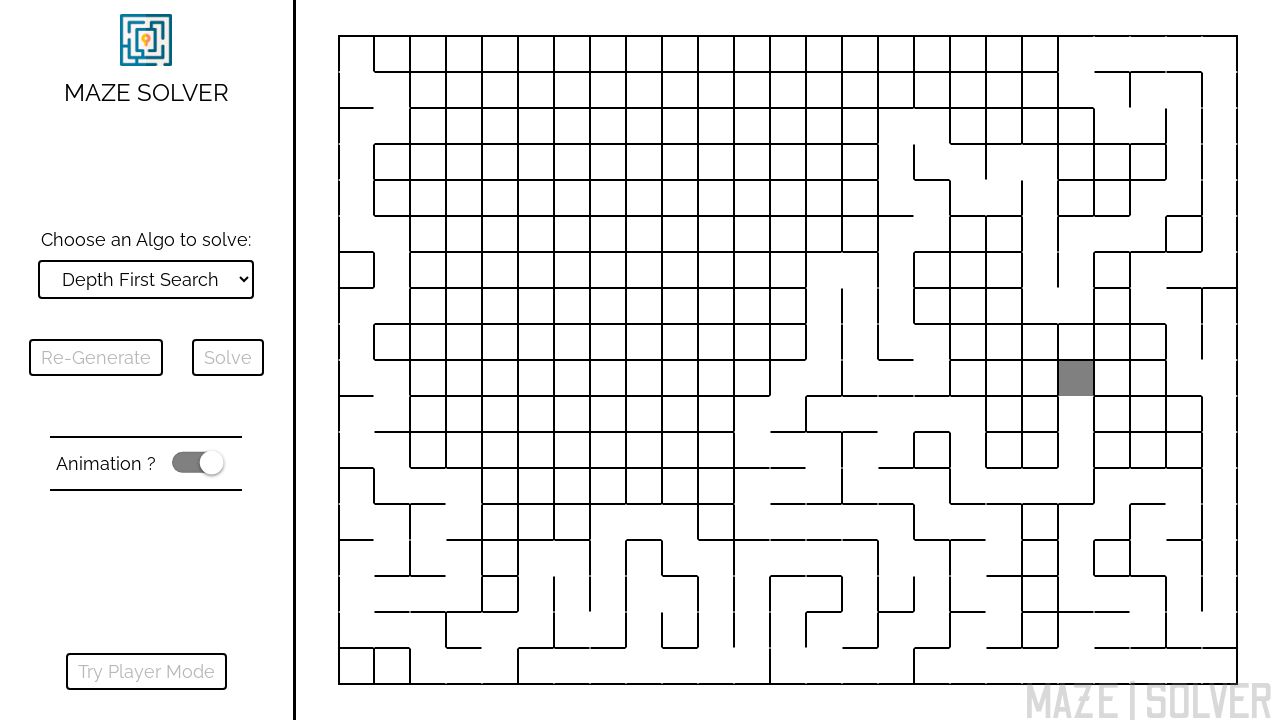 MAZE SOLVER
Choose an Algo to solve:
Depth First Search
Re-Generate
Solve
Animation ?
Try Player Mode
MAZE | SOLVER